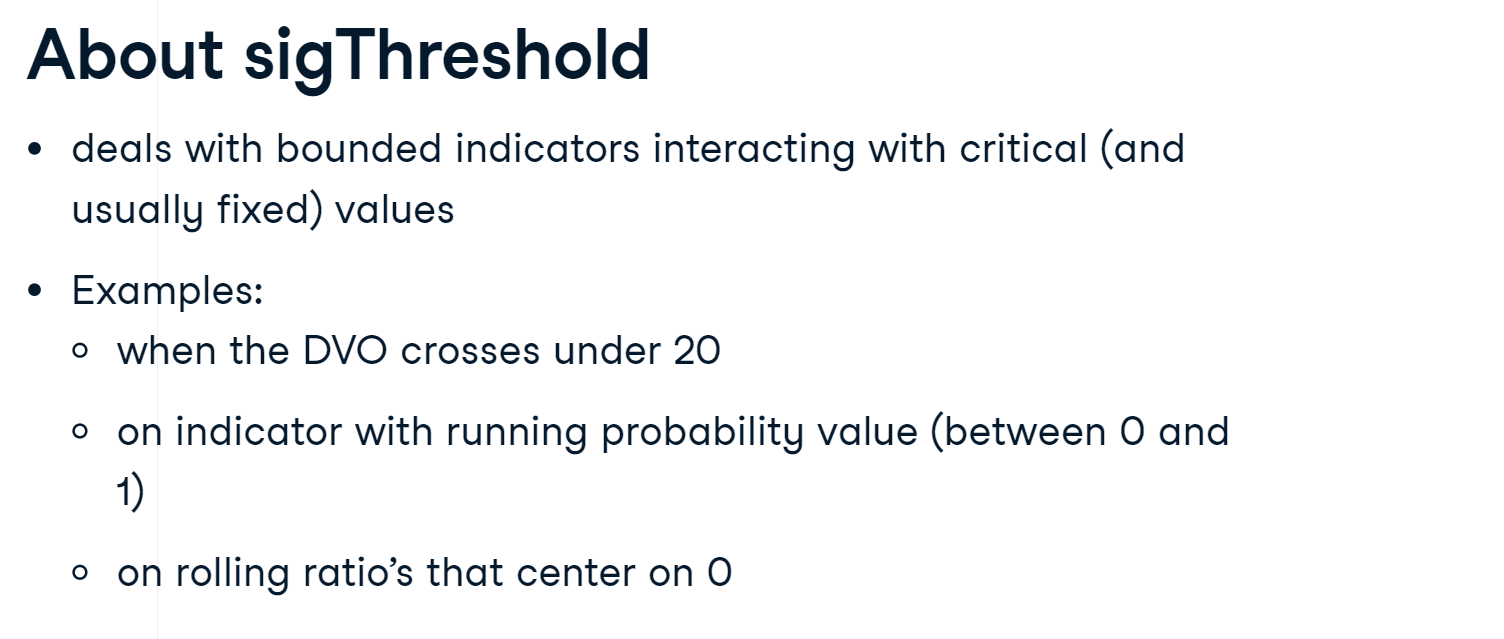 About sigThreshold
• deals with bounded indicators interacting with critical (and
usually fixed) values
• Examples:
○ when the DVO crosses under 20
○ on indicator with running probability value (between 0 and
1)
○ on rolling ratio’s that center on 0